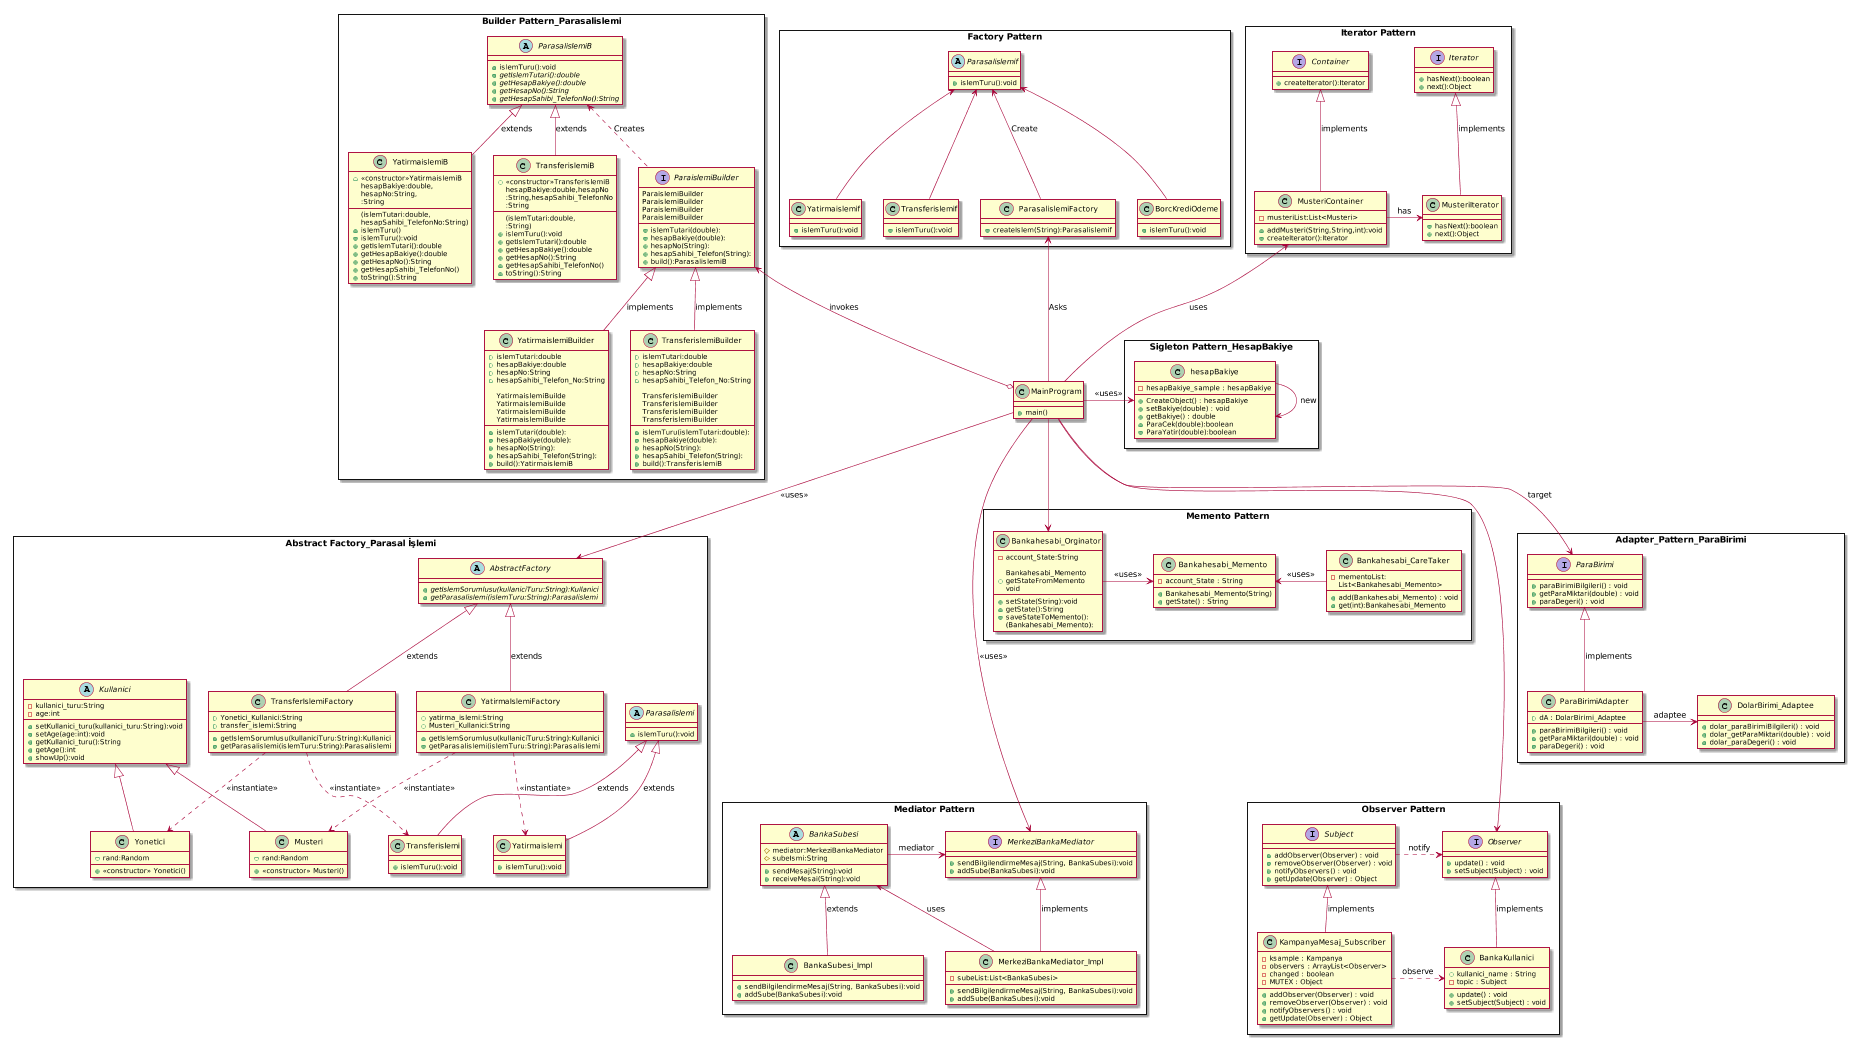 Builder Pattern_Parasalislemi
ParasalislemiB
islemTuru():void
getislemTutari():double
getHesapBakiye():double
getHesapNo():String
getHesapSahibi_TelefonNo():String
extends
extends
Creates
YatirmaislemiB
«constructor»YatirmaislemiB
hesapBakiye:double,
hesapNo:String,
:String
(islemTutari:double,
hesapSahibi_TelefonNo:String)
islemTuru()
islemTuru():void
getIslemTutari():double
getHesapBakiye():double
getHesapNo():String
getHesapSahibi_TelefonNo()
toString():String
TransferislemiB
«constructor»TransferislemiB
hesapBakiye:double,hesapNo
:String,hesapSahibi_TelefonNo
:String
(islemTutari:double,
:String)
islemTuru():void
getIslemTutari():double
getHesapBakiye():double
getHesapNo():String
getHesapSahibi_TelefonNo()
toString():String
ParaislemiBuilder
ParaislemiBuilder
ParaislemiBuilder
ParaislemiBuilder
ParaislemiBuilder
islemTutari(double):
hesapBakiye(double):
hesapNo(String):
hesapSahibi_Telefon(String):
build():ParasalislemiB
implements
implements
YatirmaislemiBuilder
islemTutari:double
hesapBakiye:double
hesapNo:String
hesapSahibi_Telefon_No:String
YatirmaislemiBuilde
YatirmaislemiBuilde
YatirmaislemiBuilde
YatirmaislemiBuilde
islemTutari(double):
hesapBakiye(double):
hesapNo(String):
hesapSahibi_Telefon(String):
build():YatirmaislemiB
TransferislemiBuilder
islemTutari:double
hesapBakiye:double
hesapNo:String
hesapSahibi_Telefon_No:String
TransferislemiBuilder
TransferislemiBuilder
TransferislemiBuilder
TransferislemiBuilder
islemTuru(islemTutari:double):
hesapBakiye(double):
hesapNo(String):
hesapSahibi_Telefon(String):
build():TransferislemiB
Factory Pattern
Parasalislemif
islemTuru():void
Create
Yatirmaislemif
islemTuru():void
Transferislemif
islemTuru():void
ParasalislemiFactory
createIslem(String):Parasalislemif
BorcKrediOdeme
islemTuru():void
Iterator Pattern
Container
createIterator():Iterator
Iterator
hasNext():boolean
next():Object
implements
implements
MusteriContainer
musteriList:List<Musteri>
addMusteri(String,String,int):void
createIterator():Iterator
has
MusteriIterator
hasNext():boolean
next():Object
invokes
Asks
uses
MainProgram
main()
«uses»
Sigleton Pattern_HesapBakiye
hesapBakiye
hesapBakiye_sample : hesapBakiye
CreateObject() : hesapBakiye
setBakiye(double) : void
getBakiye() : double
ParaCek(double):boolean
ParaYatir(double):boolean
new
«uses»
target
«uses»
Memento Pattern
Bankahesabi_Orginator
account_State:String
Bankahesabi_Memento
getStateFromMemento
void
setState(String):void
getState():String
saveStateToMemento():
(Bankahesabi_Memento):
«uses»
Bankahesabi_Memento
account_State : String
Bankahesabi_Memento(String)
getState() : String
«uses»
Bankahesabi_CareTaker
mementoList:
List<Bankahesabi_Memento>
add(Bankahesabi_Memento) : void
get(int):Bankahesabi_Memento
Adapter_Pattern_ParaBirimi
ParaBirimi
paraBirimiBilgileri() : void
getParaMiktari(double) : void
paraDegeri() : void
implements
ParaBirimiAdapter
dA : DolarBirimi_Adaptee
paraBirimiBilgileri() : void
getParaMiktari(double) : void
paraDegeri() : void
adaptee
DolarBirimi_Adaptee
dolar_paraBirimiBilgileri() : void
dolar_getParaMiktari(double) : void
dolar_paraDegeri() : void
Abstract Factory_Parasal İşlemi
AbstractFactory
getIslemSorumlusu(kullaniciTuru:String):Kullanici
getParasalislemi(islemTuru:String):Parasalislemi
extends
extends
Kullanici
kullanici_turu:String
age:int
setKullanici_turu(kullanici_turu:String):void
setAge(age:int):void
getKullanici_turu():String
getAge():int
showUp():void
TransferIslemiFactory
Yonetici_Kullanici:String
transfer_islemi:String
getIslemSorumlusu(kullaniciTuru:String):Kullanici
getParasalislemi(islemTuru:String):Parasalislemi
YatirmaIslemiFactory
yatirma_islemi:String
Musteri_Kullanici:String
getIslemSorumlusu(kullaniciTuru:String):Kullanici
getParasalislemi(islemTuru:String):Parasalislemi
Parasalislemi
islemTuru():void
«instantiate»
«instantiate»
«instantiate»
«instantiate»
extends
extends
Yonetici
rand:Random
«constructor» Yonetici()
Musteri
rand:Random
«constructor» Musteri()
Transferislemi
islemTuru():void
Yatirmaislemi
islemTuru():void
Mediator Pattern
BankaSubesi
mediator:MerkeziBankaMediator
subeIsmi:String
sendMesaj(String):void
receiveMesaj(String):void
mediator
MerkeziBankaMediator
sendBilgilendirmeMesaj(String, BankaSubesi):void
addSube(BankaSubesi):void
extends
uses
implements
BankaSubesi_Impl
sendBilgilendirmeMesaj(String, BankaSubesi):void
addSube(BankaSubesi):void
MerkeziBankaMediator_Impl
subeList:List<BankaSubesi>
sendBilgilendirmeMesaj(String, BankaSubesi):void
addSube(BankaSubesi):void
Observer Pattern
Subject
addObserver(Observer) : void
removeObserver(Observer) : void
notifyObservers() : void
getUpdate(Observer) : Object
notify
Observer
update() : void
setSubject(Subject) : void
implements
implements
KampanyaMesaj_Subscriber
ksample : Kampanya
observers : ArrayList<Observer>
changed : boolean
MUTEX : Object
addObserver(Observer) : void
removeObserver(Observer) : void
notifyObservers() : void
getUpdate(Observer) : Object
observe
BankaKullanici
kullanici_name : String
topic : Subject
update() : void
setSubject(Subject) : void